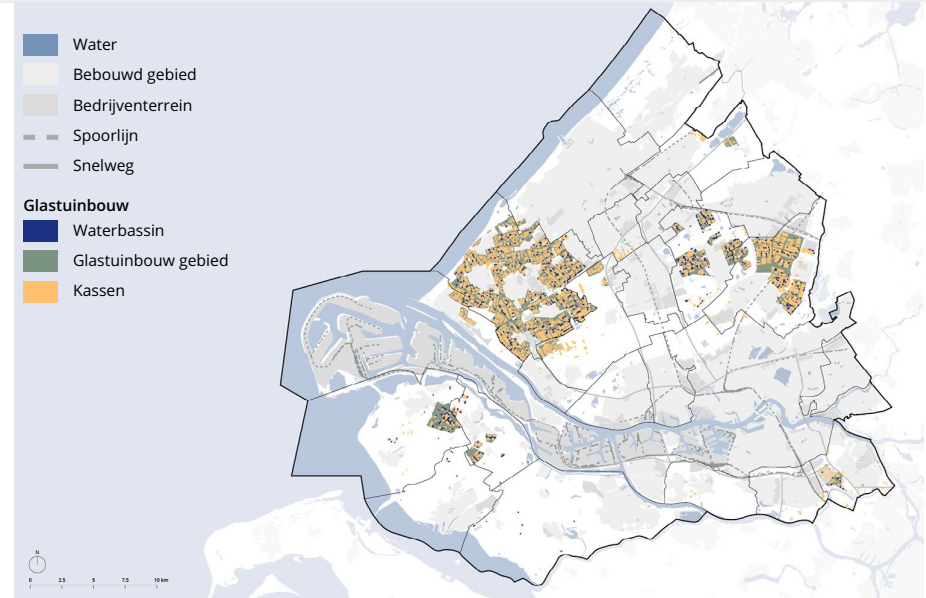 Water
Bebouwd gebied
Bedrijventerrein
Spoorlijn
Snelweg
Glastuinbouw
Waterbassin
Glastuinbouw gebied
Kassen
N
0 2.5 5 7.5 10 km